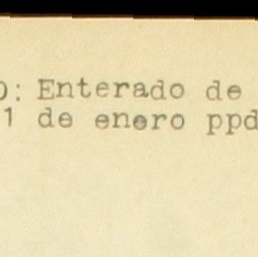 O: Enterado de
1 de enero ppd